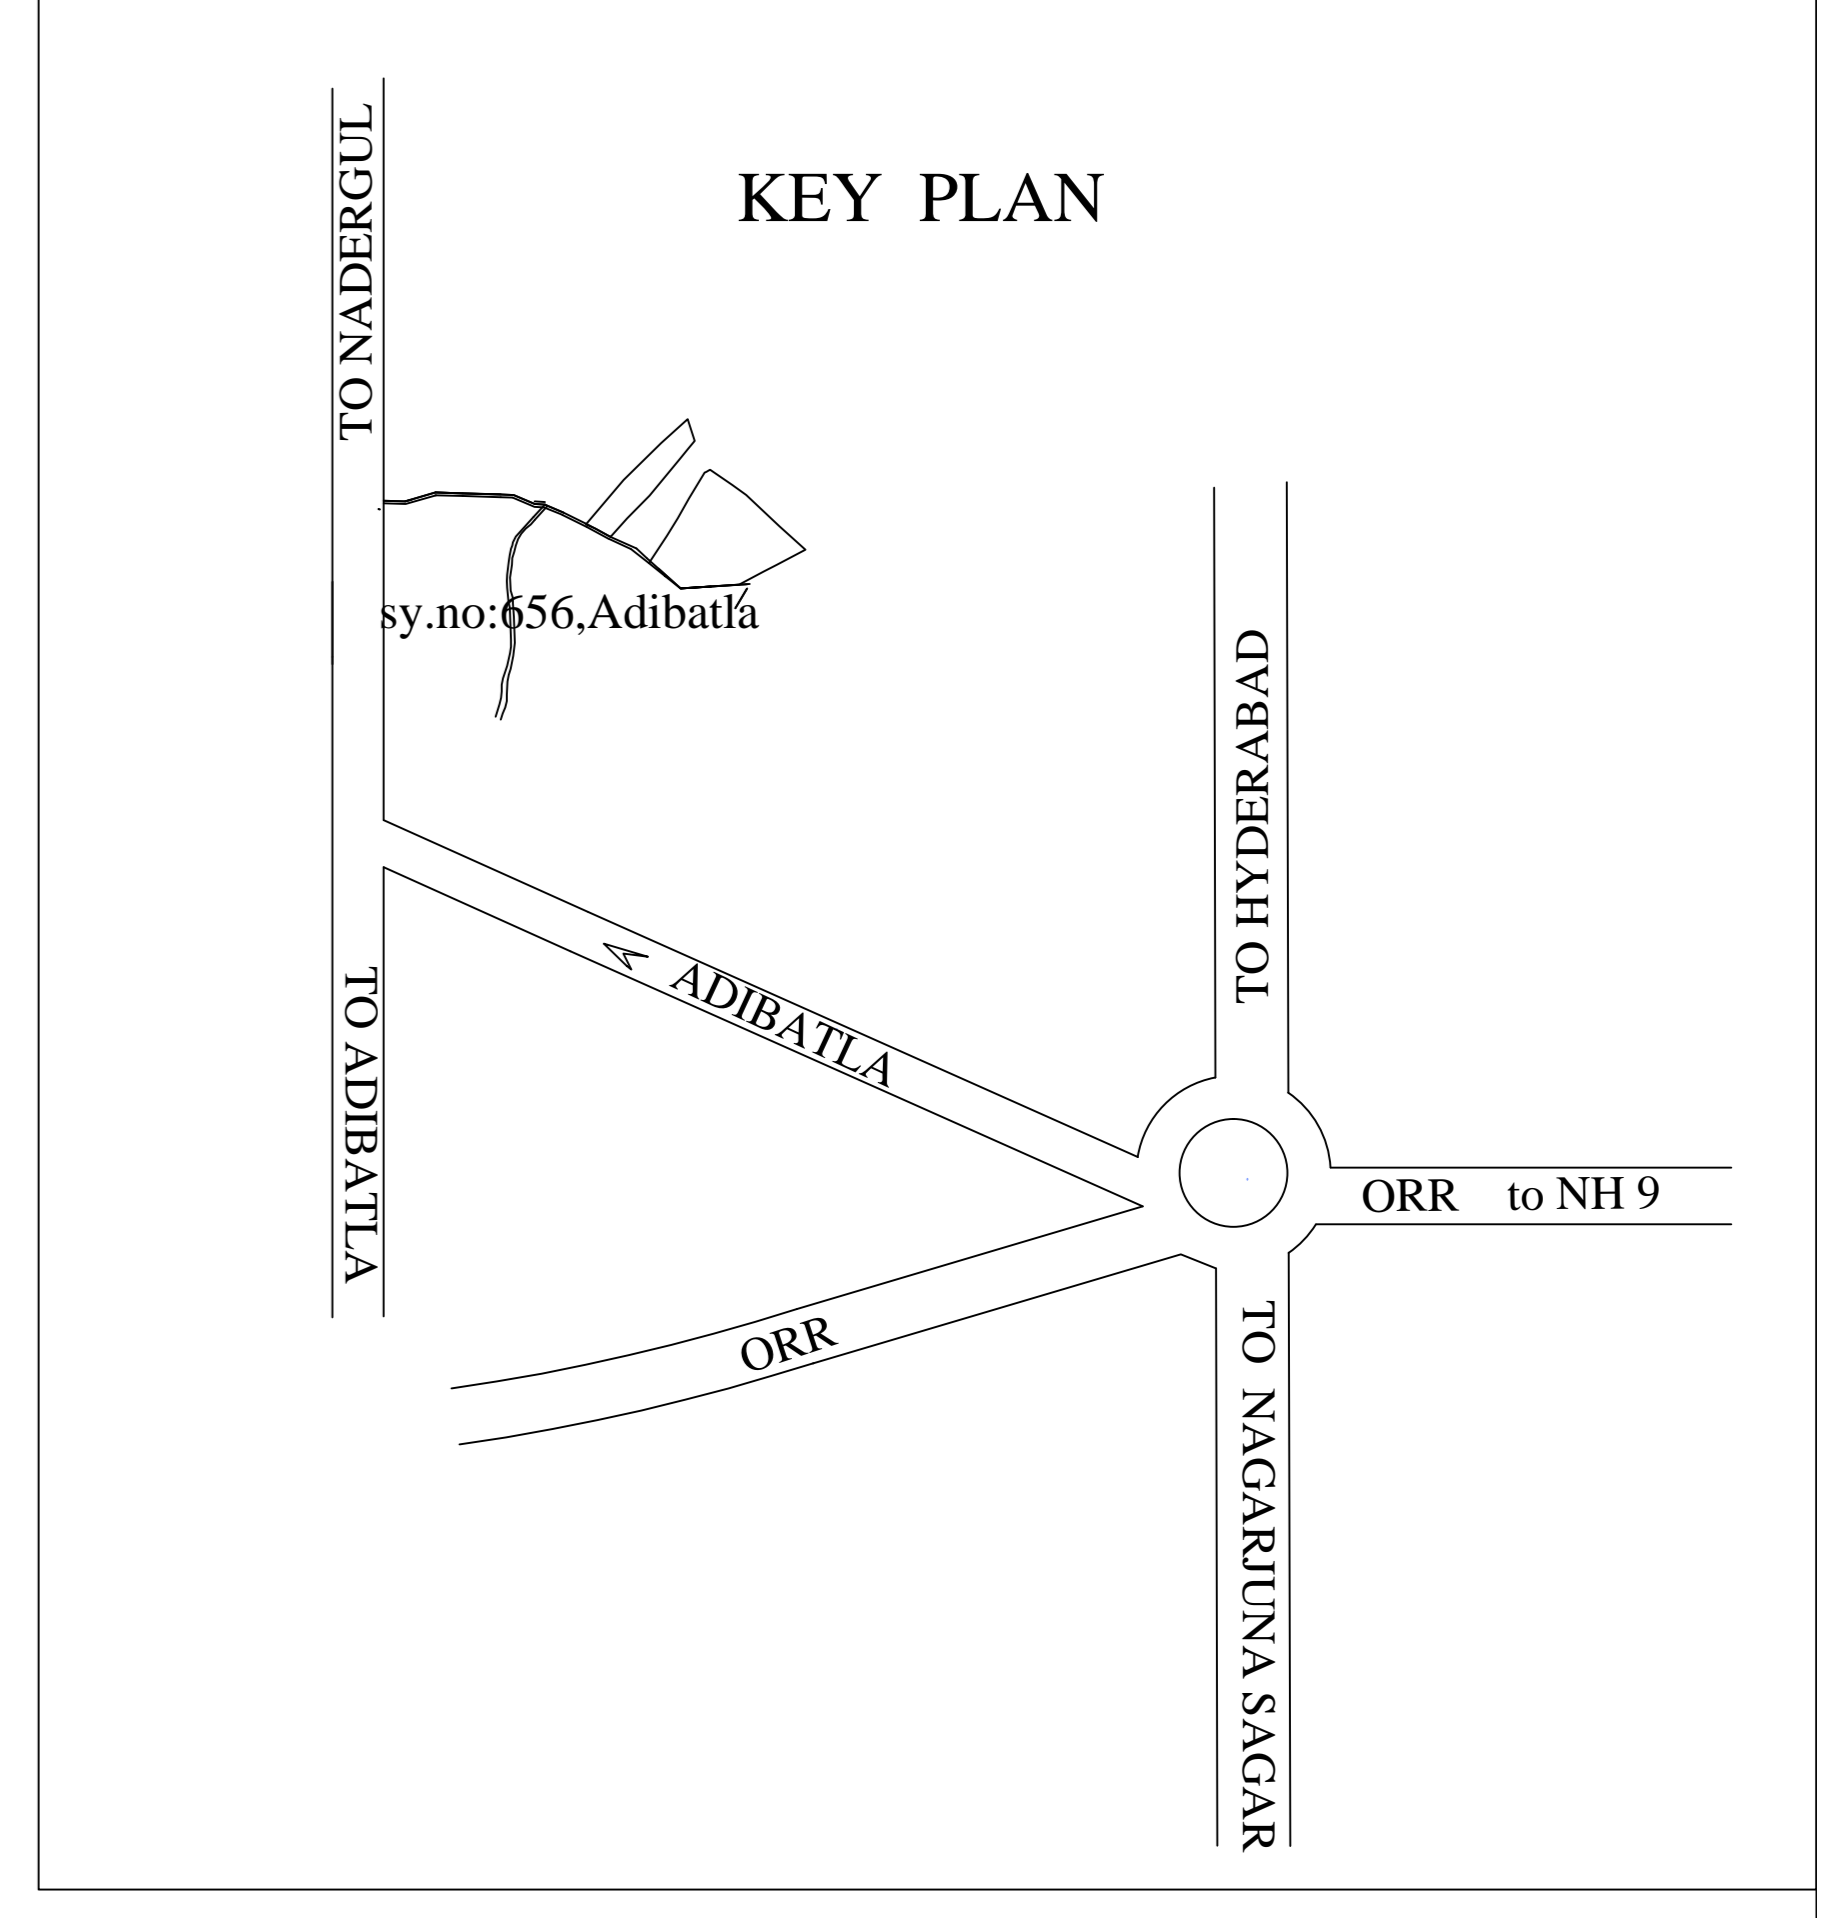 KEY PLAN
TO NADERGUL
sy.no:656,Adibatla
TO HYDERABAD
ADIBATLA
TO ADIBATLA
ORR to NH 9
ORR
TO NAGARJUNA SAGAR